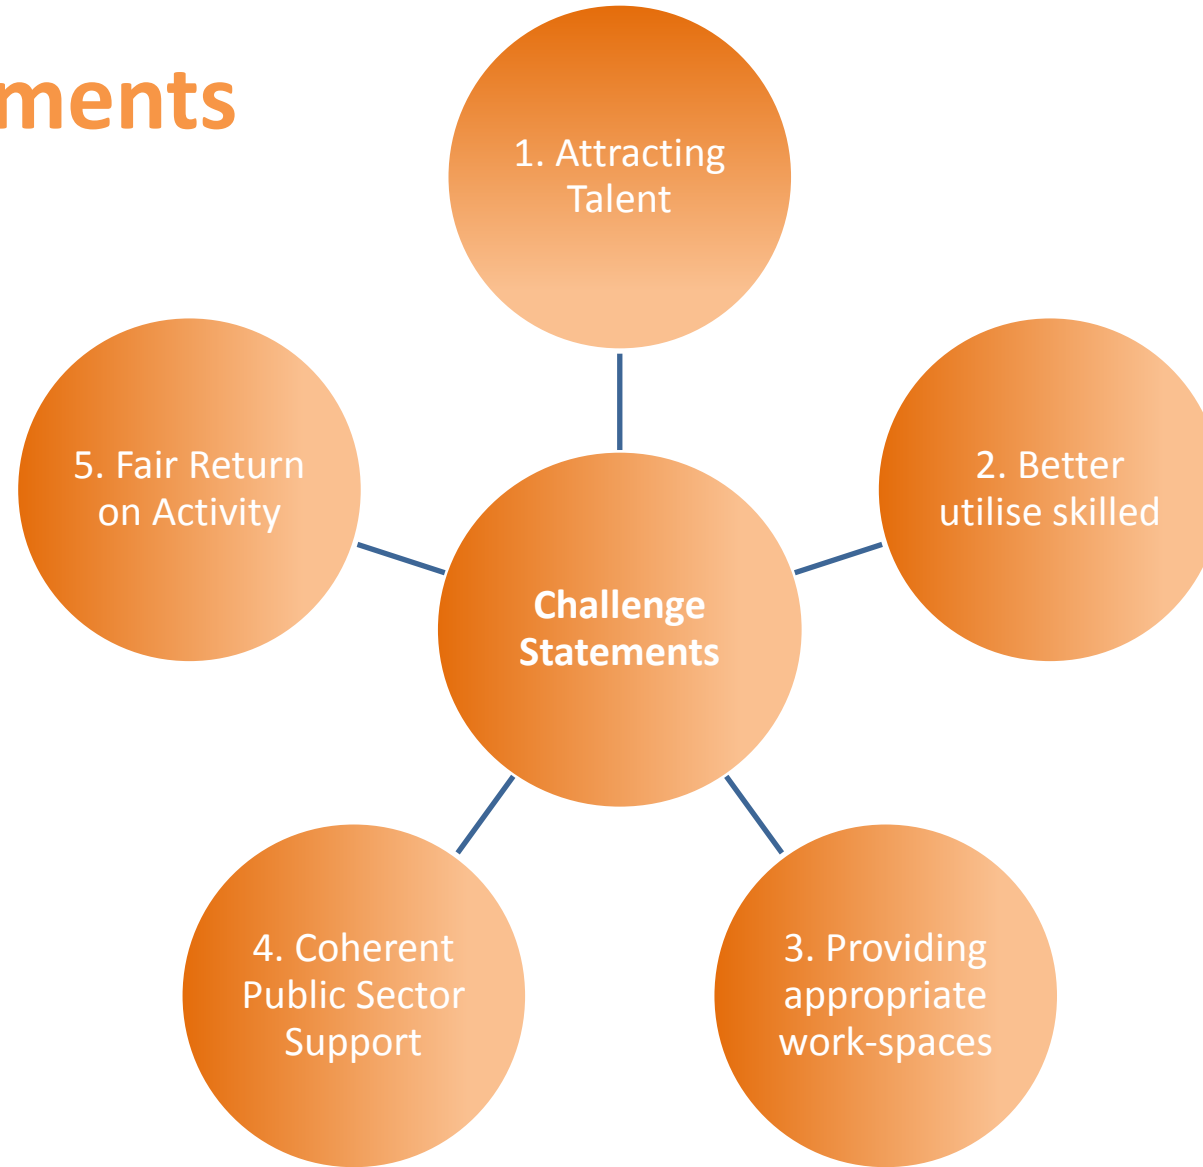 ments
1. Attracting
Talent
2. Better
utilise skilled
3. Providing
appropriate
work-spaces
4. Coherent
Public Sector
Support
5. Fair Return
on Activity
Challenge
Statements